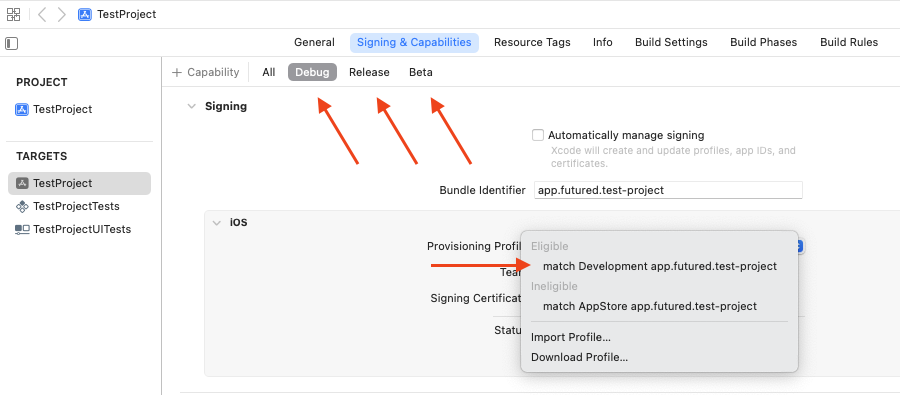 TestProject
General Signing & Capabilities Resource Tags Info Build Settings Build Phases Build Rules
PROJECT
TestProject
TARGETS
TestProject
TestProjectTests
TestProjectUITests
+ Capability All Debug Release Beta
Signing
Automatically manage signing
Xcode will create and update profiles, app IDs, and
certificates.
Bundle Identifier app.futured.test-project
iOS
Provisioning Profil
Eligible
match Development app.futured.test-project
Tea
Ineligible
Signing Certificat
match AppStore app.futured.test-project
Statu
Import Profile...
Download Profile...